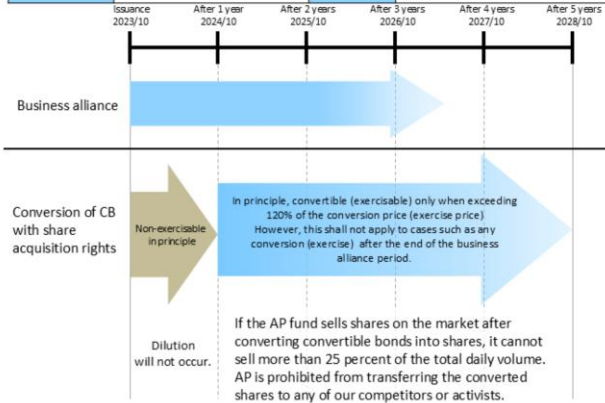 Issuance After 1 year After 2 years After 3 years After 4 years After 5 years
2023/10 2024/10 2025/10 2026/10 2027/10 2028/10
Business alliance
Conversion of CB
with share
acquisition rights
Non-exercisable
in principle
In principle, convertible (exercisable) only when exceeding
120% of the conversion price (exercise price)
However, this shall not apply to cases such as any
conversion (exercise) after the end of the business
alliance period.
Dilution
will not occur.
If the AP fund sells shares on the market after
converting convertible bonds into shares, it cannot
sell more than 25 percent of the total daily volume.
AP is prohibited from transferring the converted
shares to any of our competitors or activists.